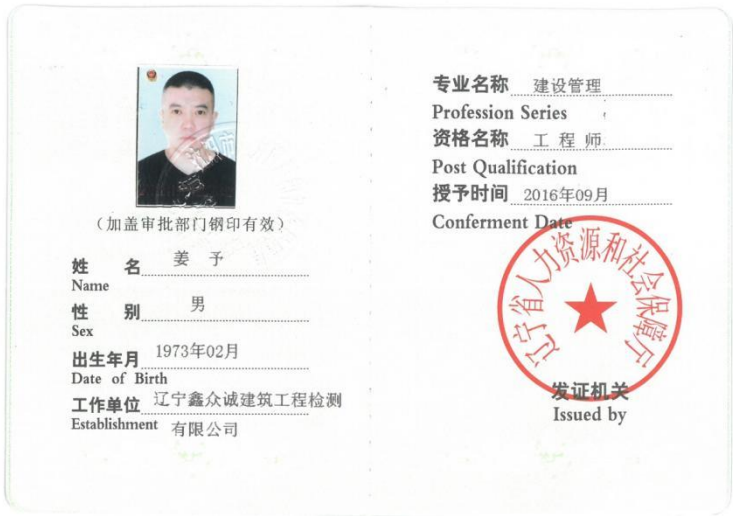 （加盖审批部门钢印有效）
姓 名 姜 予
Name
性 别 男
Sex
出生年月 1973年02月
Date of Birth
工作单位 辽宁鑫众诚建筑工程检测
Establishment 有限公司
专业名称 建设管理
Profession Series
资格名称 工 程 师
Post Qualification
授予时间 2016年09月
Conferment Date
辽宁省人力资源和社会保障厅
发证机关
Issued by